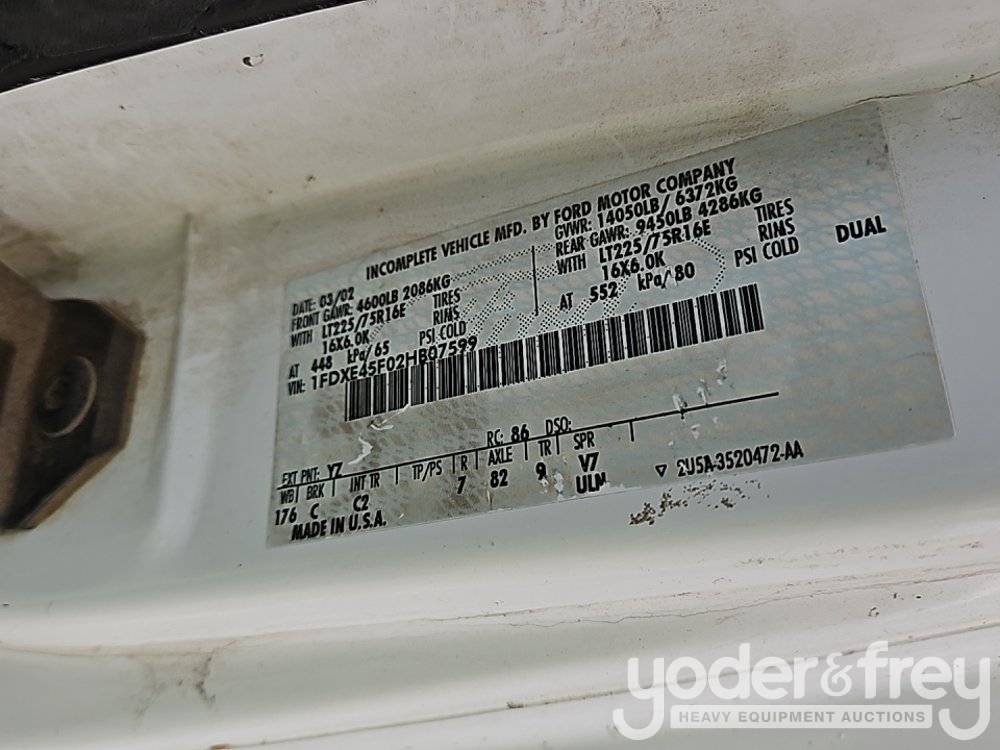 INCOMPLETE VEHICLE MFD. BY FORD MOTOR COMPANY
DATE: 03/02 GVWR: 14050LB/ 6372KG
FRONT GAWR: 4600LB 2086KG REAR GAWR: 9450LB 4286KG
WITH LT225/75R16E TIRES WITH LT225/75R16E TIRES
16X6.0K RIMS 16X6.0K RIMS
AT 448 kPa/65 PSI COLD AT 552 kPa/80 PSI COLD DUAL
VIN: 1FDXE45F02HB07599
EXT PNT: YZ RC: 86 DSO:
WB BRK INT TR TP/PS R AXLE TR SPR
176 C C2 7 82 9 V7
ULN
MADE IN U.S.A. 2U5A-3520472-AA
yoder&frey
HEAVY EQUIPMENT AUCTIONS